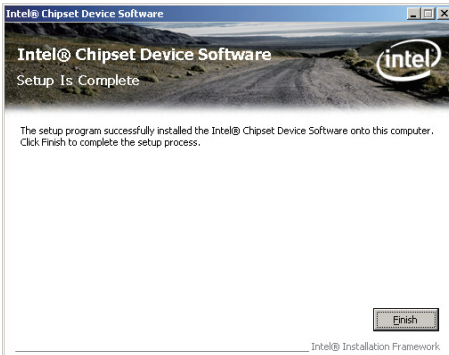 Intel® Chipset Device Software
Intel® Chipset Device Software
intel
Setup Is Complete
The setup program successfully installed the Intel® Chipset Device Software onto this computer.
Click Finish to complete the setup process.
Finish
Intel® Installation Framework